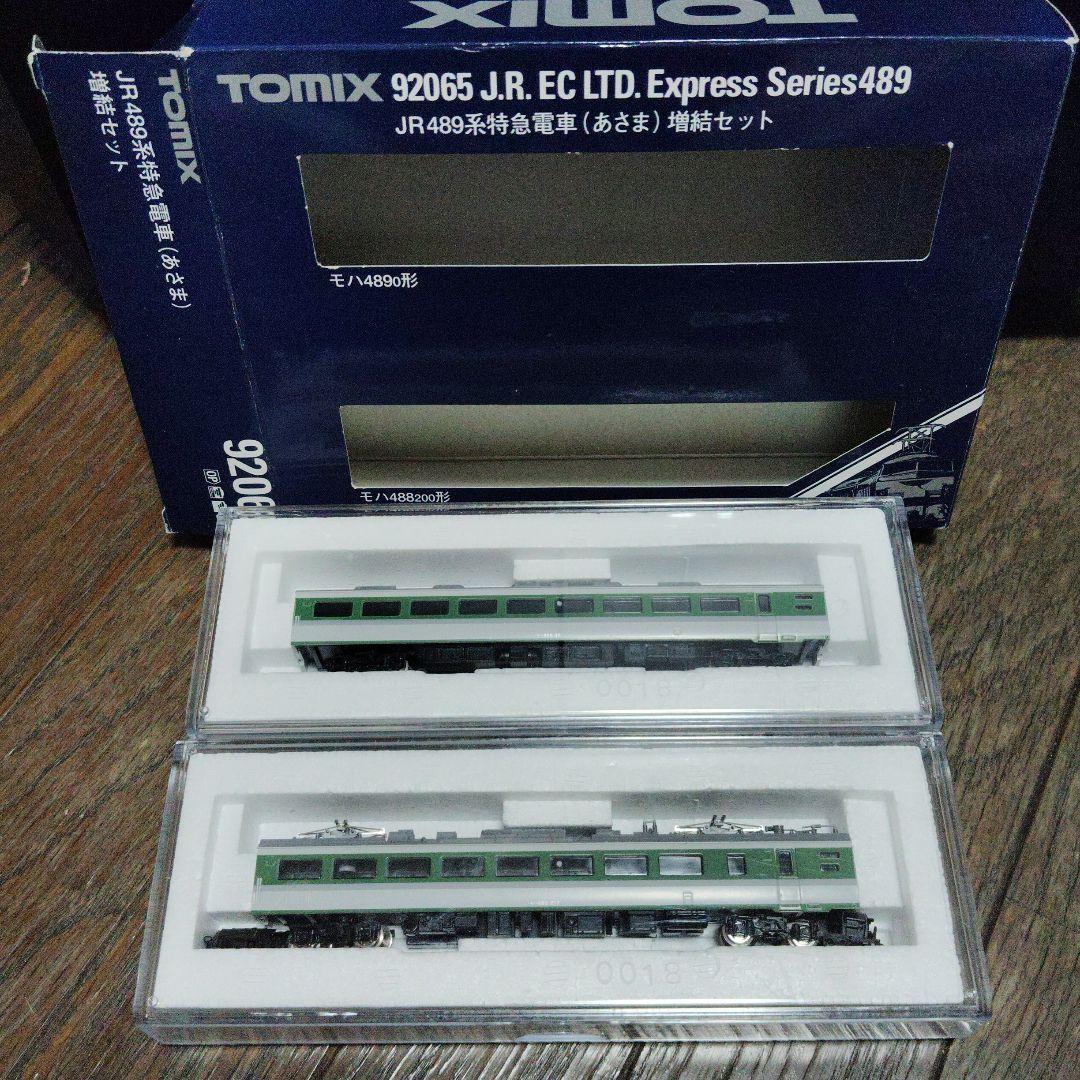 TOMIX
TOMIX 92065 J.R. EC LTD. Express Series489
JR489系特急電車(あさま)増結セット
モハ4890形
モハ488200形
TOMIX
JR489系特急電車(あさま)
増結セット
9206
0018
0018